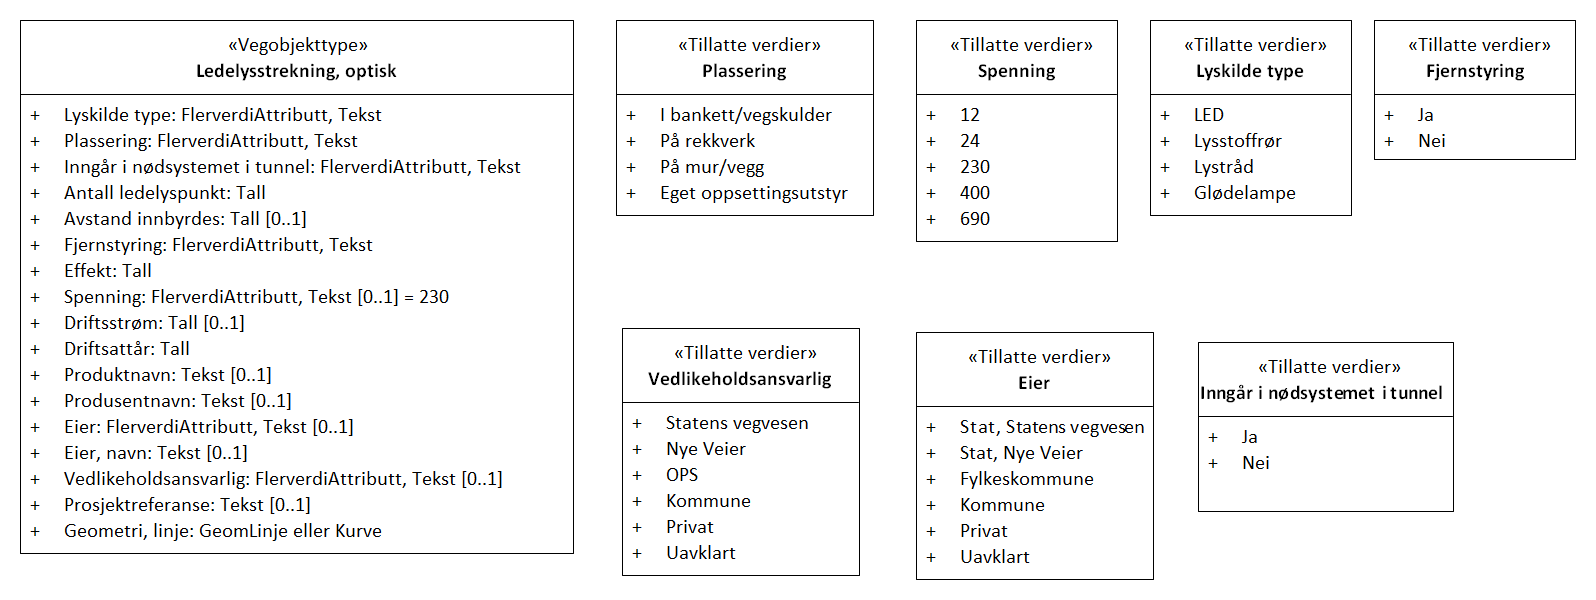 «Vegobjekttype»
Ledelysstrekning, optisk
+ Lyskilde type: FlerverdiAttributt, Tekst
+ Plassering: FlerverdiAttributt, Tekst
+ Inngår i nødsystemet i tunnel: FlerverdiAttributt, Tekst
+ Antall ledelyspunkt: Tall
+ Avstand innbyrdes: Tall [0..1]
+ Fjernstyring: FlerverdiAttributt, Tekst
+ Effekt: Tall
+ Spenning: FlerverdiAttributt, Tekst [0..1] = 230
+ Driftsstrøm: Tall [0..1]
+ Driftsattår: Tall
+ Produktnavn: Tekst [0..1]
+ Produsentnavn: Tekst [0..1]
+ Eier: FlerverdiAttributt, Tekst [0..1]
+ Eier, navn: Tekst [0..1]
+ Vedlikeholdsansvarlig: FlerverdiAttributt, Tekst [0..1]
+ Prosjektreferanse: Tekst [0..1]
+ Geometri, linje: GeomLinje eller Kurve
«Tillatte verdier»
Plassering
+ I bankett/vegskulder
+ På rekkverk
+ På mur/vegg
+ Eget oppsettingsutstyr
«Tillatte verdier»
Spenning
+ 12
+ 24
+ 230
+ 400
+ 690
«Tillatte verdier»
Lyskilde type
+ LED
+ Lysstoffrør
+ Lystråd
+ Glødelampe
«Tillatte verdier»
Fjernstyring
+ Ja
+ Nei
«Tillatte verdier»
Vedlikeholdsansvarlig
+ Statens vegvesen
+ Nye Veier
+ OPS
+ Kommune
+ Privat
+ Uavklart
«Tillatte verdier»
Eier
+ Stat, Statens vegvesen
+ Stat, Nye Veier
+ Fylkeskommune
+ Kommune
+ Privat
+ Uavklart
«Tillatte verdier»
Inngår i nødsystemet i tunnel
+ Ja
+ Nei